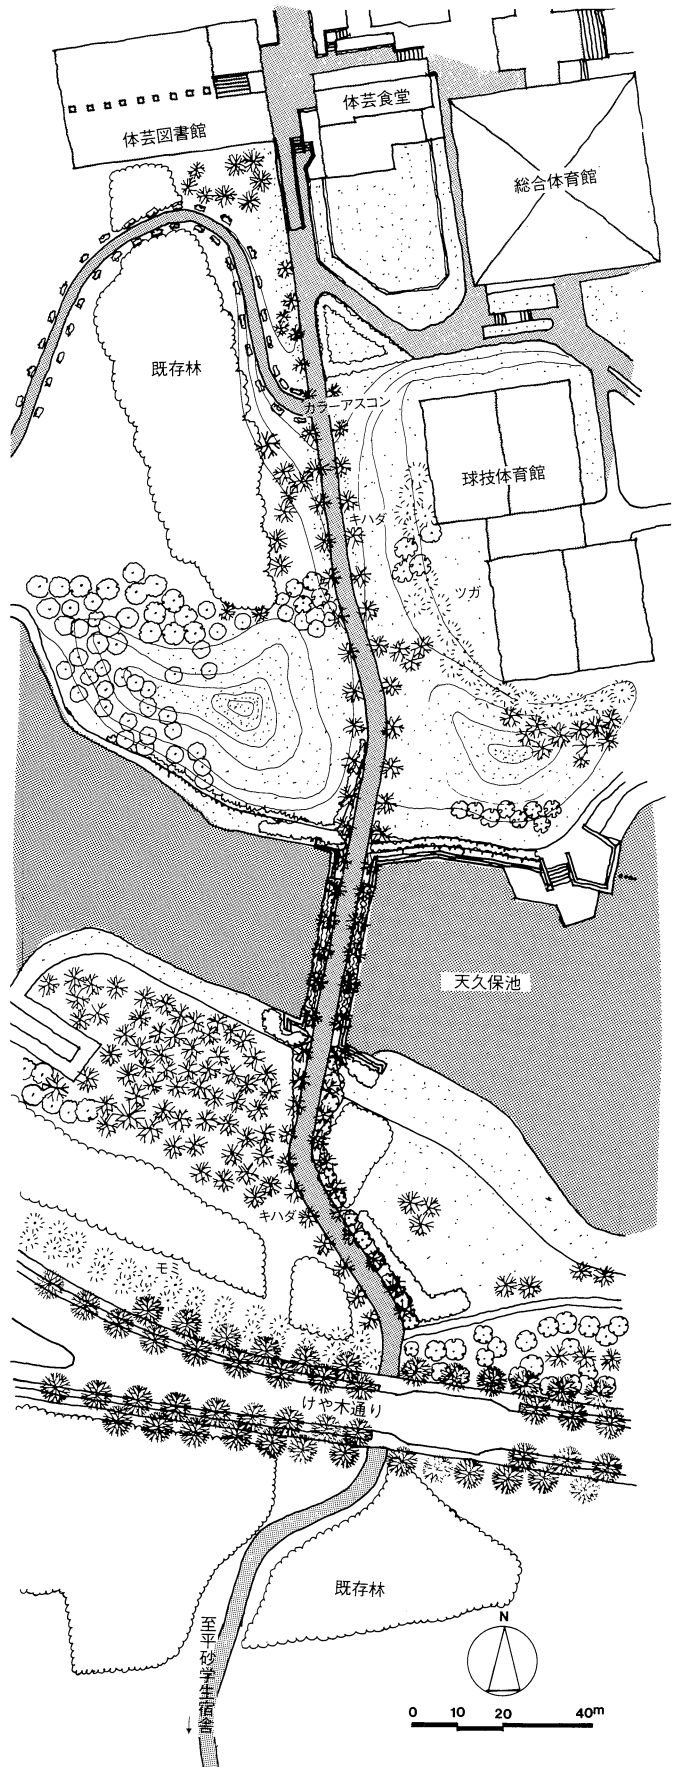 体芸食堂
体芸図書館
総合体育館
既存林
カラーアスコン
球技体育館
キハダ
ツガ
天久保池
キハダ
モミ
けや木通り
既存林
至平砂学生宿舎
N
0 10 20 40m